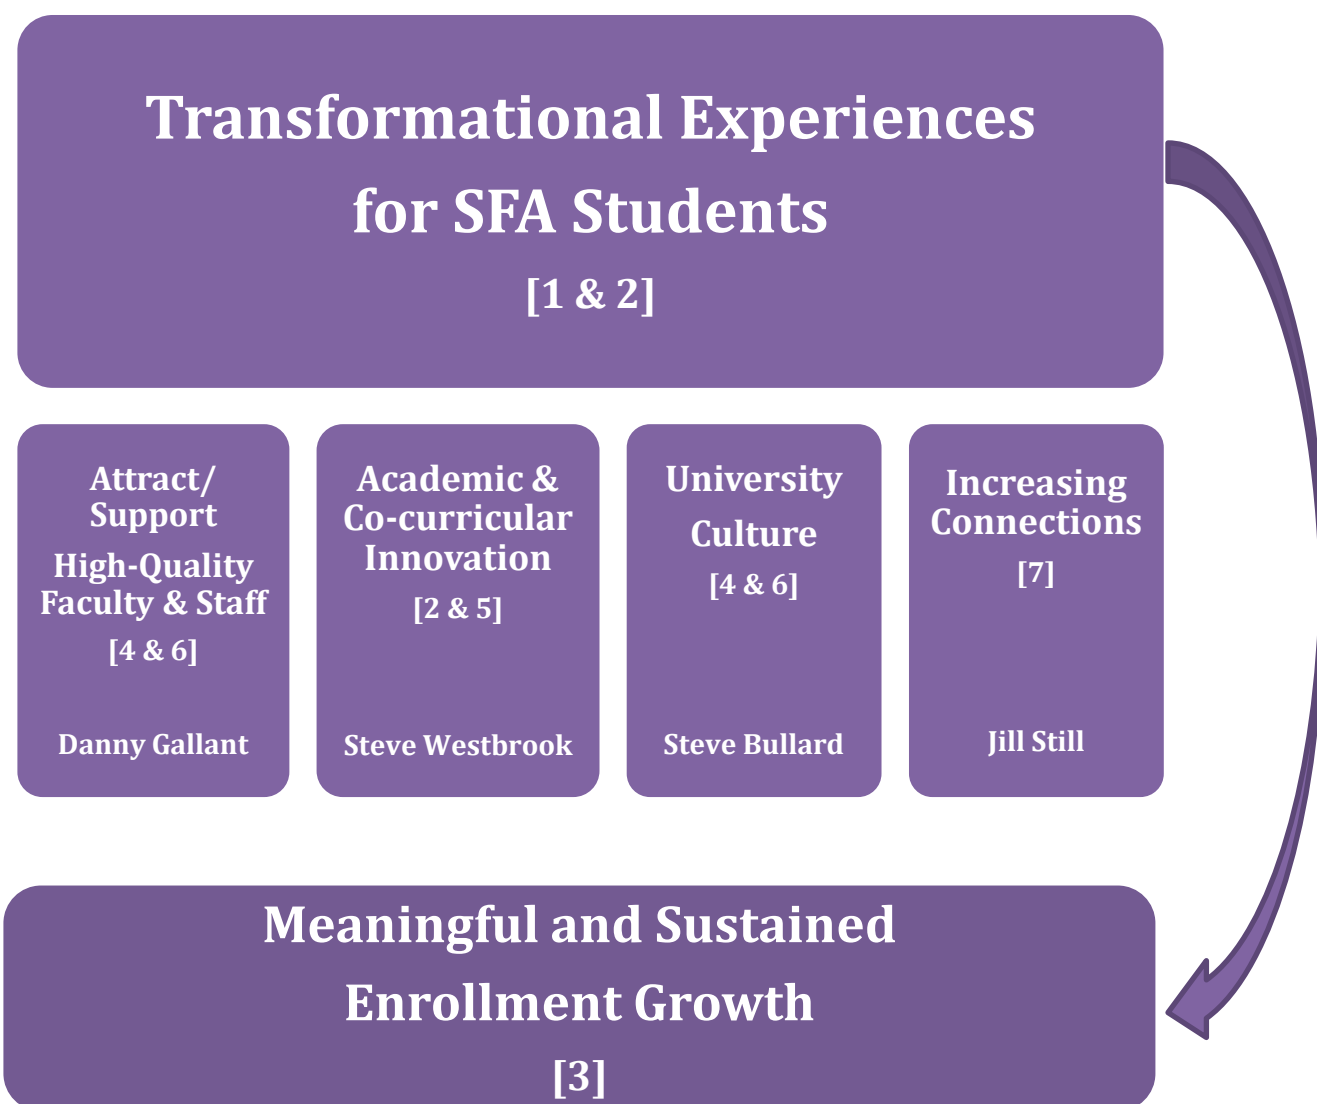 Transformational Experiences
for SFA Students
[1 & 2]
Attract/
Support
High-Quality
Faculty & Staff
[4 & 6]
Danny Gallant
Academic &
Co-curricular
Innovation
[2 & 5]
Steve Westbrook
University
Culture
[4 & 6]
Steve Bullard
Increasing
Connections
[7]
Jill Still
Meaningful and Sustained
Enrollment Growth
[3]